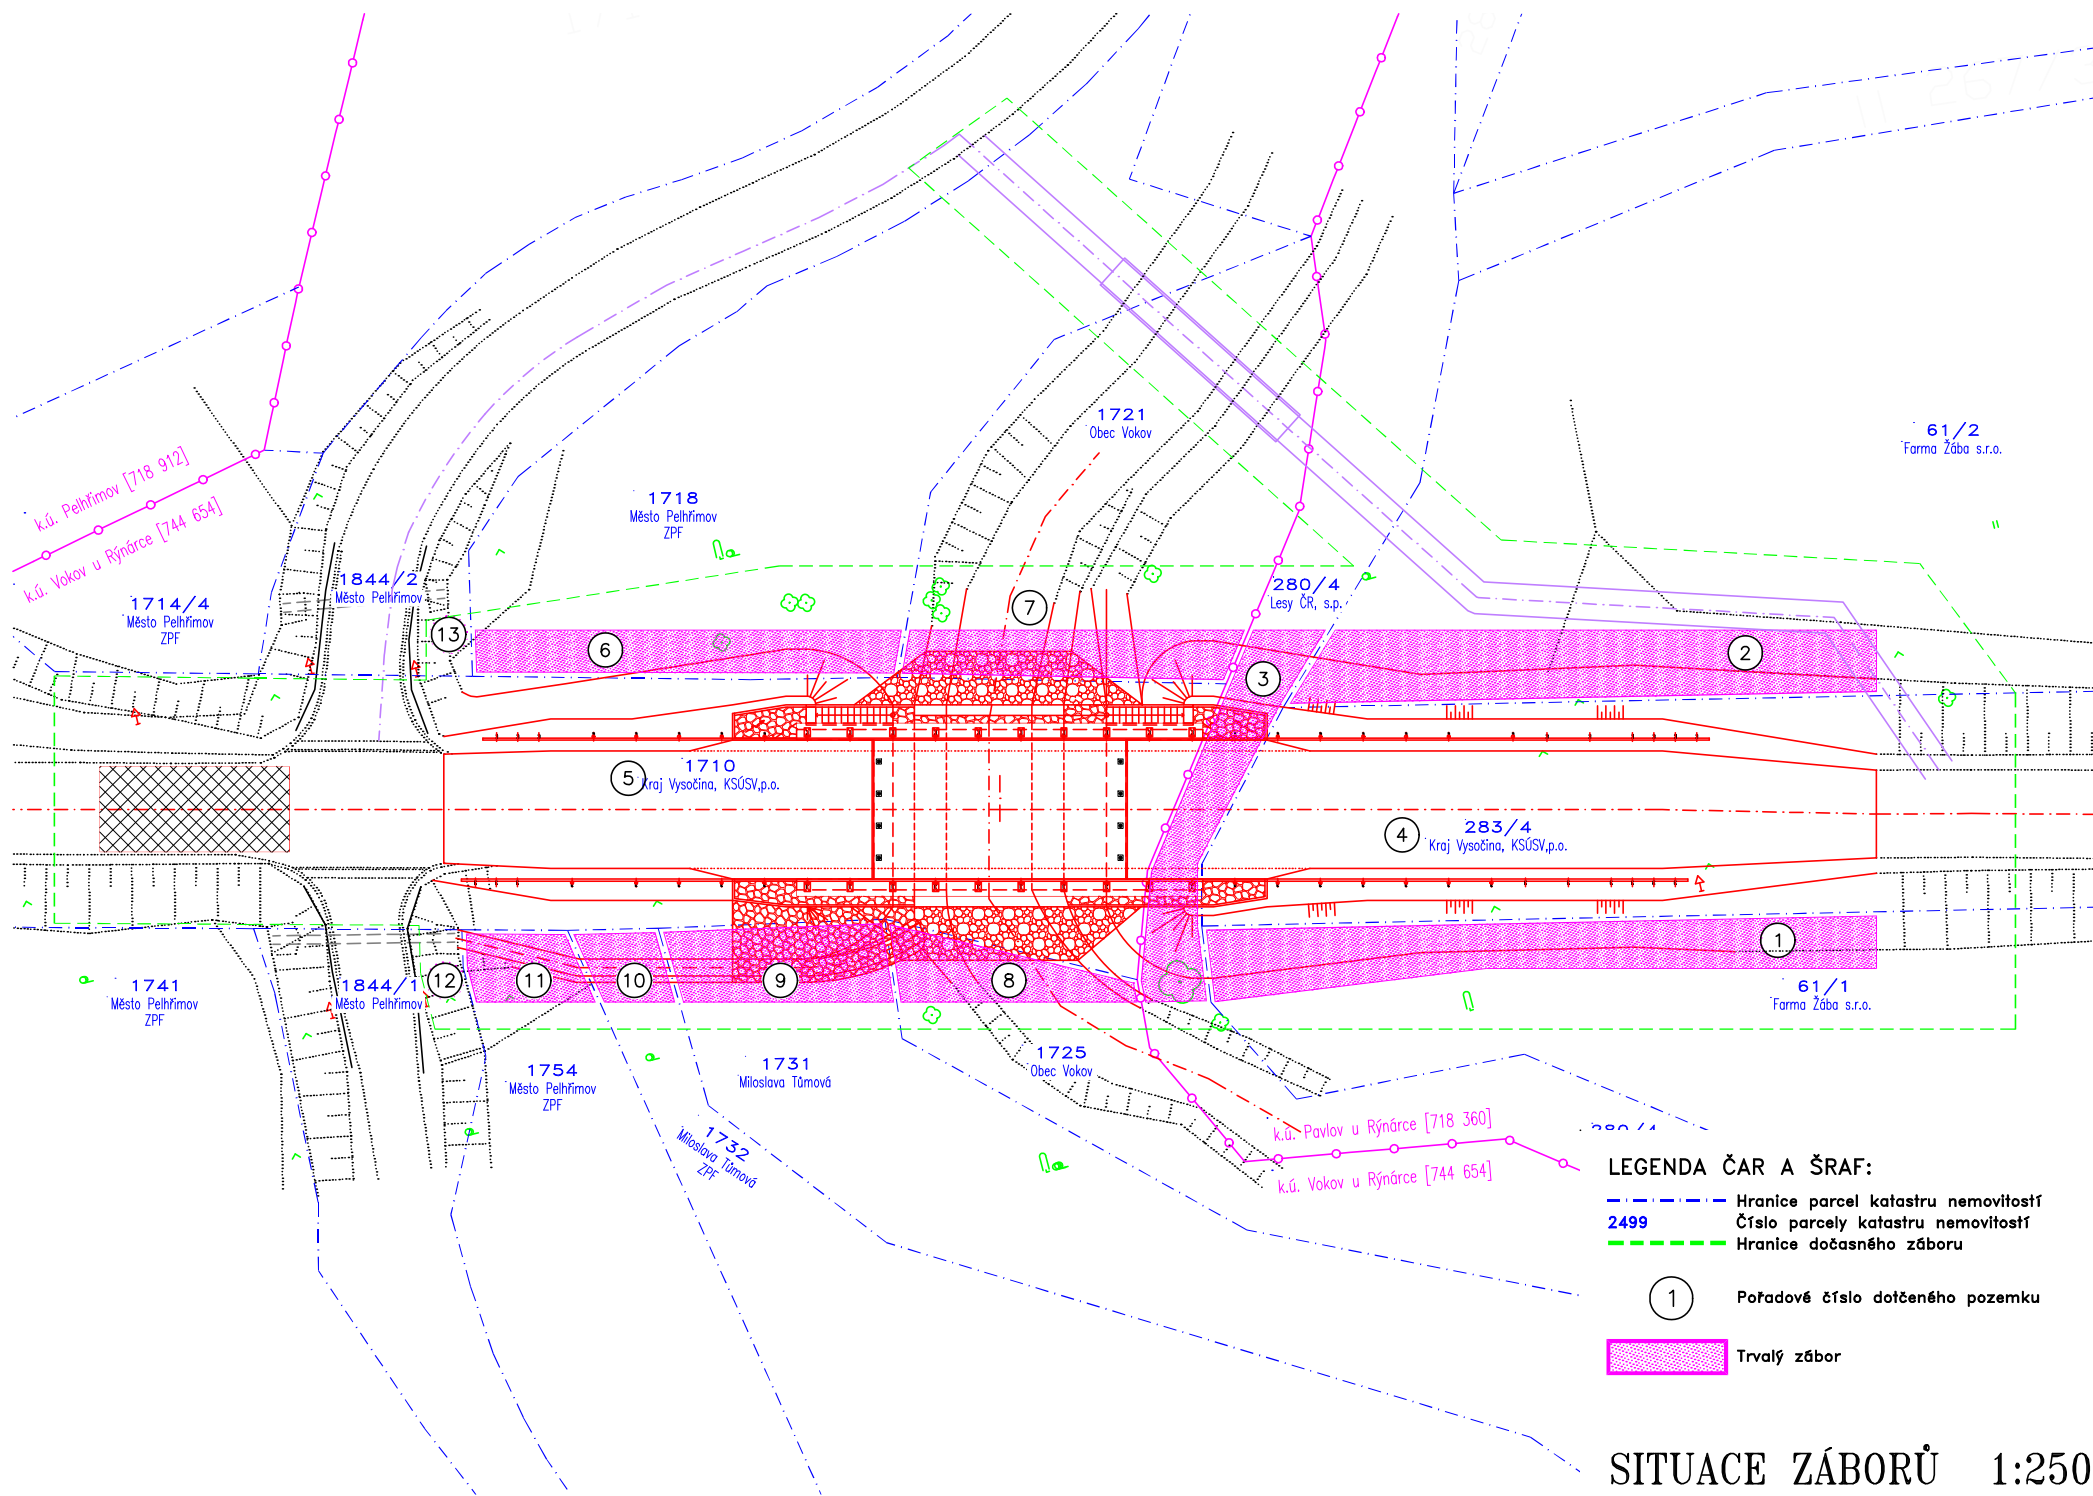 1721
Obec Vokov
61/2
Farma Žába s.r.o.
k.ú. Pelhřimov [718 912]
k.ú. Vokov u Rýnárce [744 654]
1718
Město Pelhřimov
ZPF
1844/2
Město Pelhřimov
1714/4
Město Pelhřimov
ZPF
280/4
Lesy ČR, s.p.
7
13
6
2
3
5
1710
Kraj Vysočina, KSÚSV,p.o.
4
283/4
Kraj Vysočina, KSÚSV,p.o.
1
12
11
10
9
8
1741
Město Pelhřimov
ZPF
1844/1
Město Pelhřimov
61/1
Farma Žába s.r.o.
1754
Město Pelhřimov
ZPF
1731
Miloslava Tůmová
1725
Obec Vokov
1732
Miloslava Tůmová
ZPF
k.ú. Pavlov u Rýnárce [718 360]
k.ú. Vokov u Rýnárce [744 654]
280/4
LEGENDA ČAR A ŠRAF:
Hranice parcel katastru nemovitostí
2499 Číslo parcely katastru nemovitostí
Hranice dočasného záboru
1 Pořadové číslo dotčeného pozemku
Trvalý zábor
SITUACE ZÁBORŮ 1:250